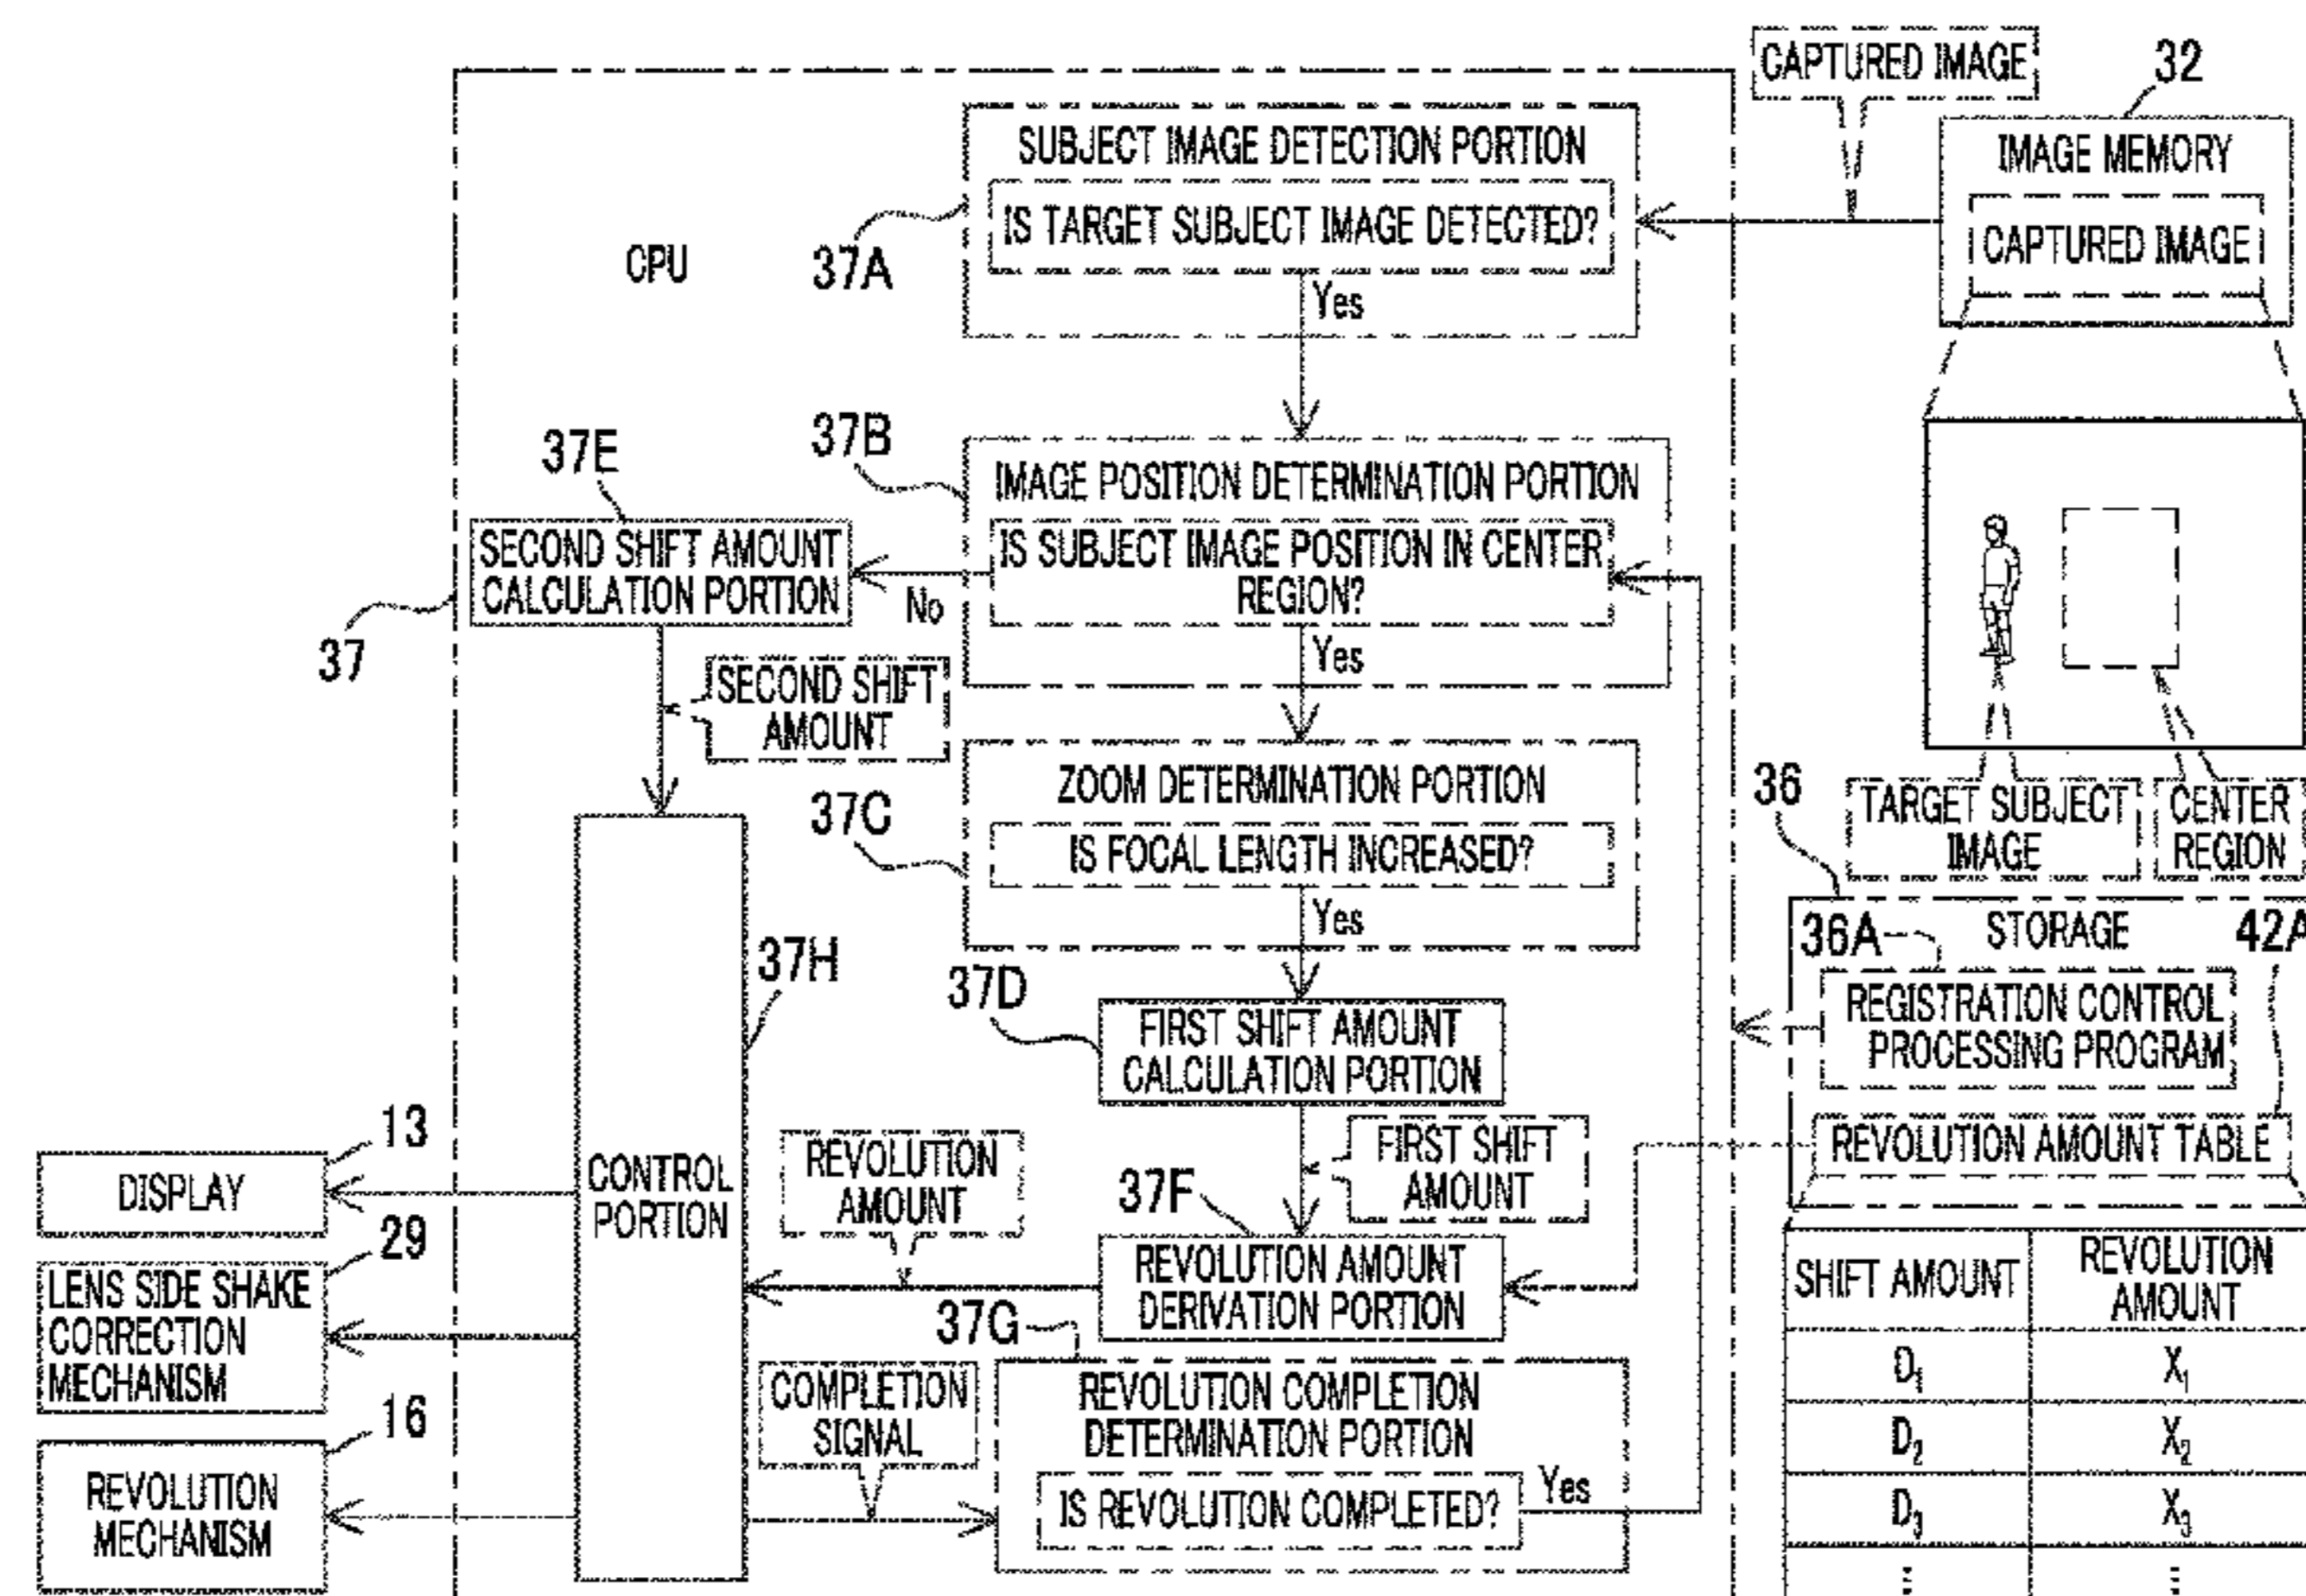 CAPTURED IMAGE
32
IMAGE MEMORY
CAPTURED IMAGE
SUBJECT IMAGE DETECTION PORTION
IS TARGET SUBJECT IMAGE DETECTED?
37A
CPU
Yes
37B
IMAGE POSITION DETERMINATION PORTION
IS SUBJECT IMAGE POSITION IN CENTER
REGION?
37E
SECOND SHIFT AMOUNT
CALCULATION PORTION
No
37
Yes
SECOND SHIFT
AMOUNT
ZOOM DETERMINATION PORTION
37C
IS FOCAL LENGTH INCREASED?
Yes
TARGET SUBJECT
IMAGE
CENTER
REGION
36
STORAGE
36A
42A
REGISTRATION CONTROL
PROCESSING PROGRAM
REVOLUTION AMOUNT TABLE
37H
37D
FIRST SHIFT AMOUNT
CALCULATION PORTION
FIRST SHIFT
AMOUNT
REVOLUTION
AMOUNT
37F
REVOLUTION AMOUNT
DERIVATION PORTION
CONTROL
PORTION
13
DISPLAY
29
LENS SIDE SHAKE
CORRECTION
MECHANISM
16
REVOLUTION
MECHANISM
COMPLETION
SIGNAL
37G
REVOLUTION COMPLETION
DETERMINATION PORTION
IS REVOLUTION COMPLETED?
Yes
SHIFT AMOUNT
REVOLUTION
AMOUNT
D₁ X₁
D₂ X₂
D₃ X₃
⋮ ⋮